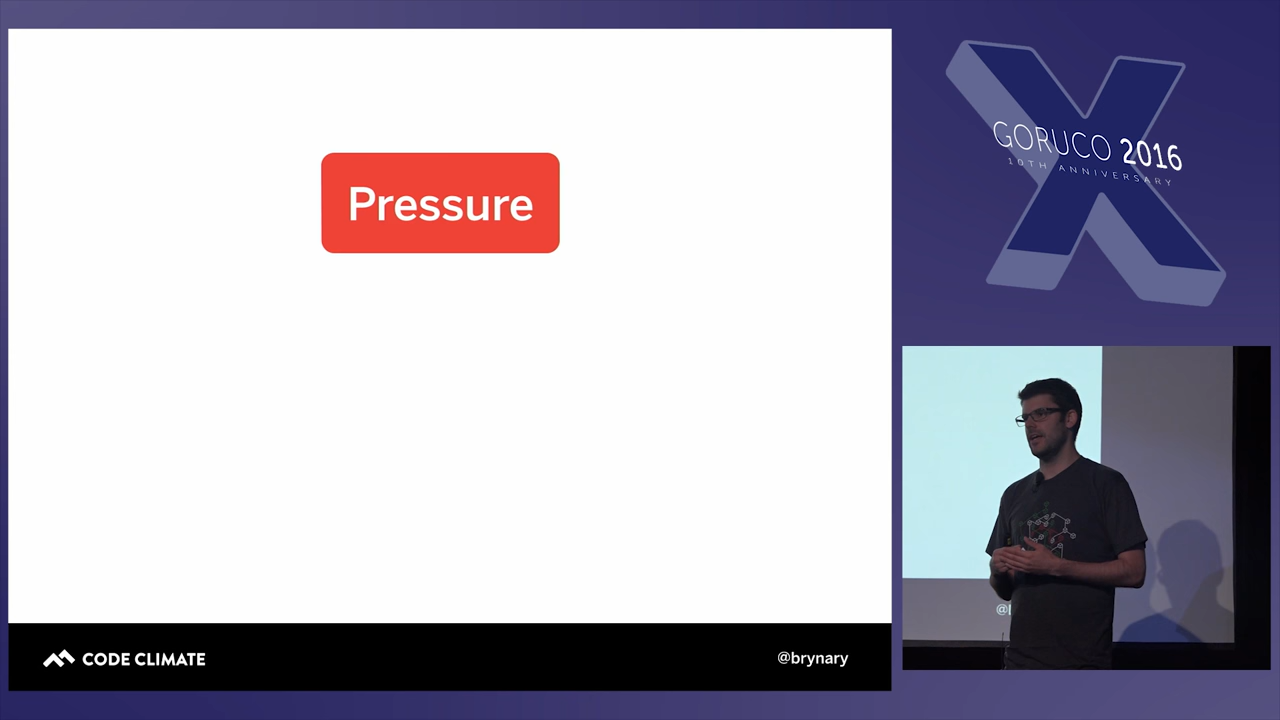 Pressure
CODE CLIMATE
@brynary
GORUCO 2016
10TH ANNIVERSARY